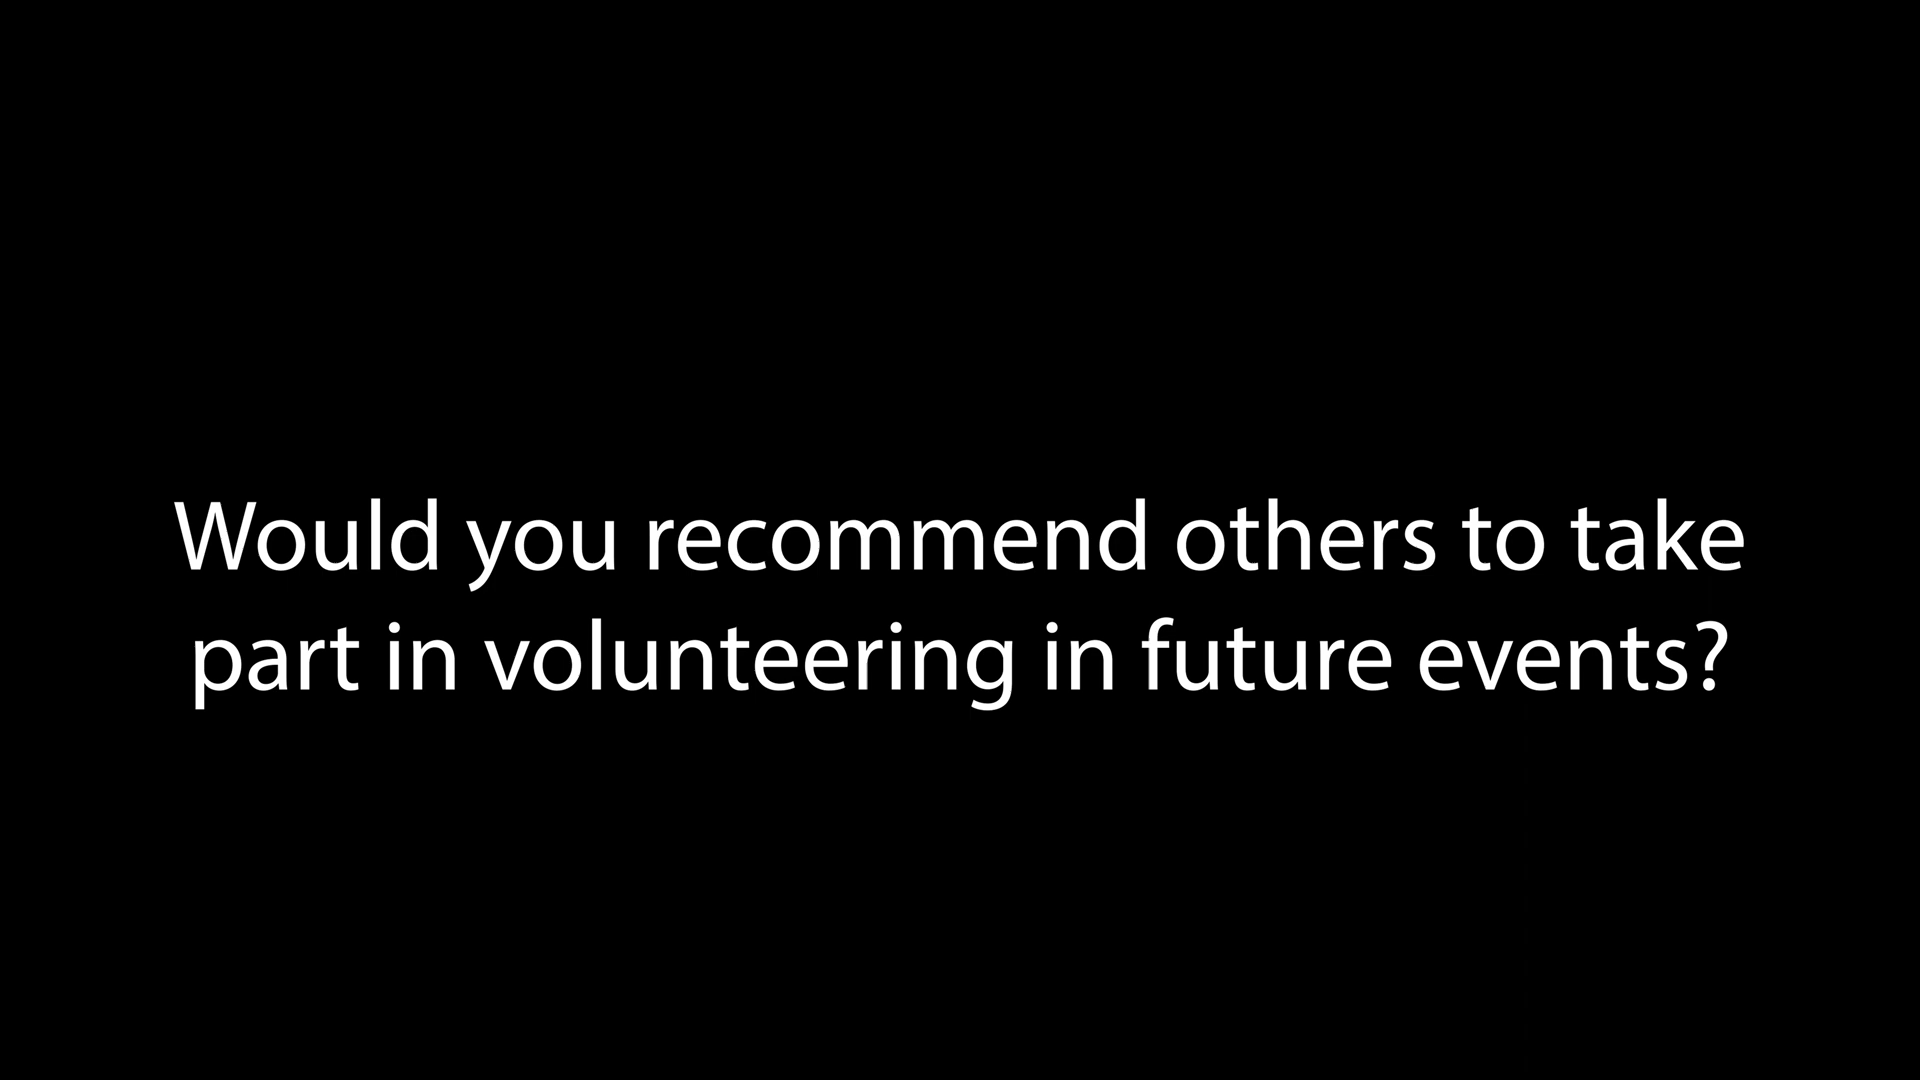 Would you recommend others to take
part in volunteering in future events?